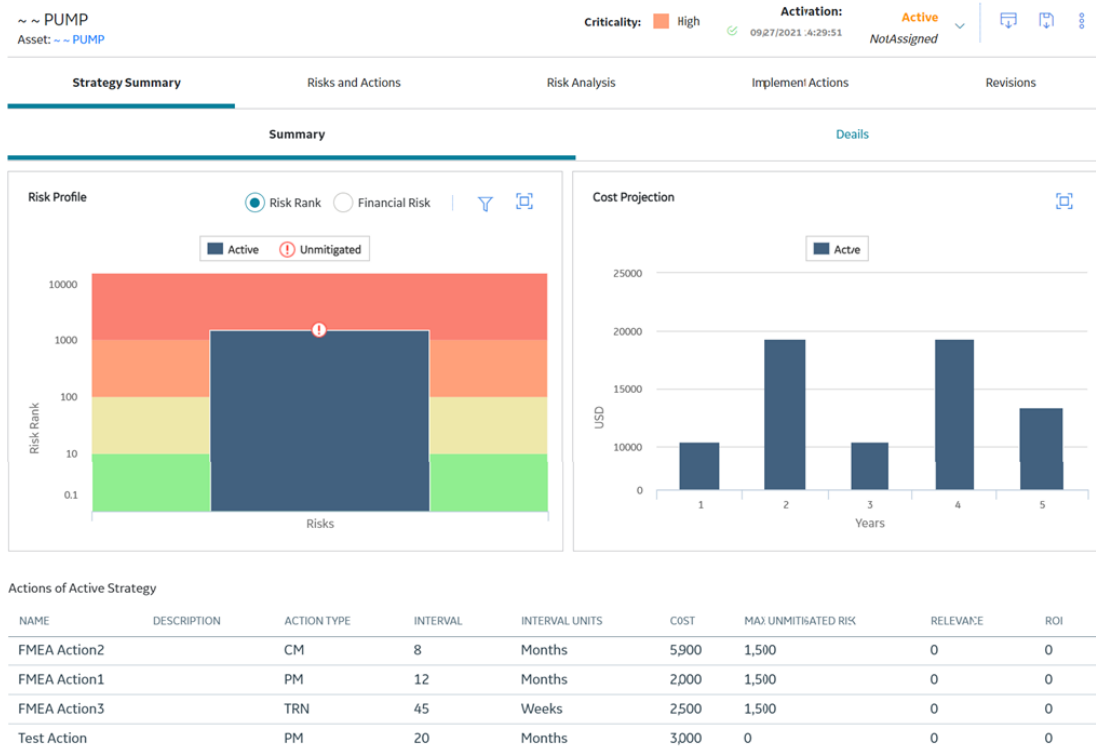 ~ ~ PUMP
Asset: ~ ~ PUMP
Criticality: High
Activation:
09/27/2021 .4:29:51
Active
NotAssigned
Strategy Summary Risks and Actions Risk Analysis Implement Actions Revisions
Summary Deails
Risk Profile
Risk Rank Financial Risk
Active Unmitigated
10000
1000
100
10
0.1
Risk Rank
Risks
Cost Projection
Active
25000
20000
15000
10000
0
USD
1 2 3 4 5
Years
Actions of Active Strategy
NAME DESCRIPTION ACTION TYPE INTERVAL INTERVAL UNITS COST MAX UNMITIGATED RISK RELEVANCE ROI
FMEA Action2 CM 8 Months 5,900 1,500 0 0
FMEA Action1 PM 12 Months 2,000 1,500 0 0
FMEA Action3 TRN 45 Weeks 2,500 1,500 0 0
Test Action PM 20 Months 3,000 0 0 0